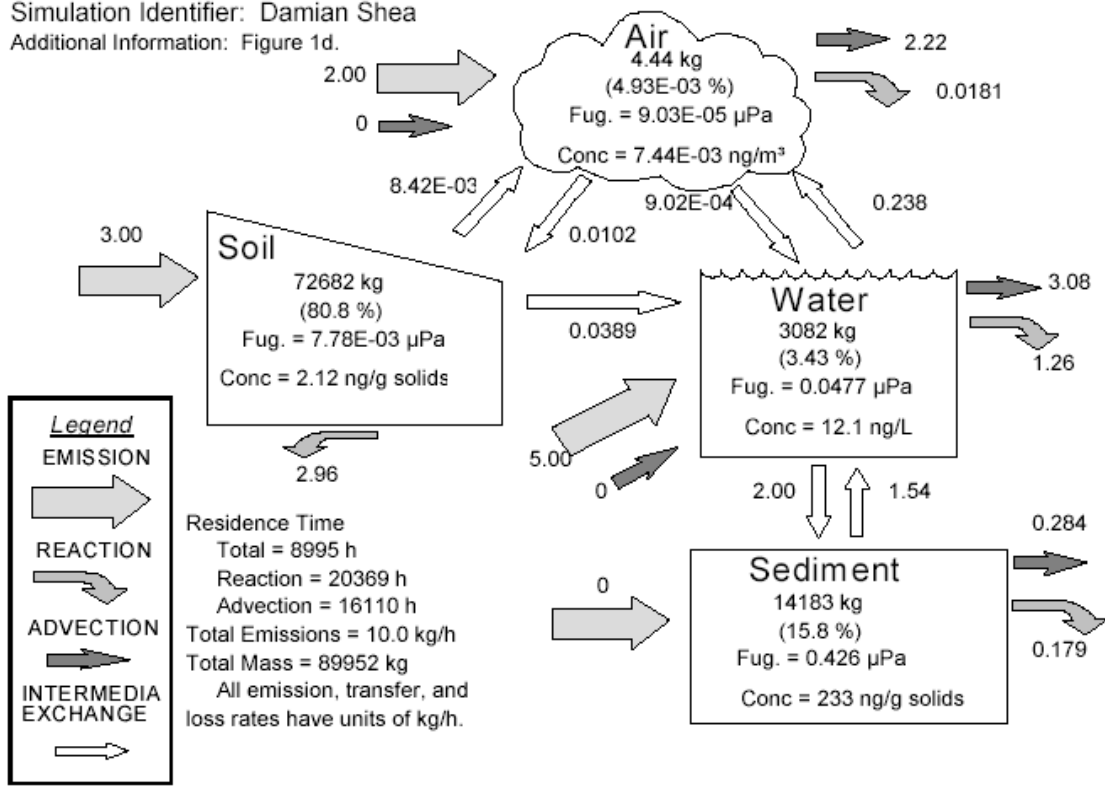 Simulation Identifier: Damian Shea
Additional Information: Figure 1d.
Air
4.44 kg
(4.93E-03 %)
Fug. = 9.03E-05 µPa
Conc = 7.44E-03 ng/m³
2.00
0
2.22
0.0181
8.42E-03
0.0102
9.02E-04
0.238
3.00
Soil
72682 kg
(80.8 %)
Fug. = 7.78E-03 µPa
Conc = 2.12 ng/g solids
2.96
0.0389
Water
3082 kg
(3.43 %)
Fug. = 0.0477 µPa
Conc = 12.1 ng/L
3.08
1.26
5.00
0
2.00
1.54
Legend
EMISSION
REACTION
ADVECTION
INTERMEDIA
EXCHANGE
Residence Time
Total = 8995 h
Reaction = 20369 h
Advection = 16110 h
Total Emissions = 10.0 kg/h
Total Mass = 89952 kg
All emission, transfer, and
loss rates have units of kg/h.
0
Sediment
14183 kg
(15.8 %)
Fug. = 0.426 µPa
Conc = 233 ng/g solids
0.284
0.179